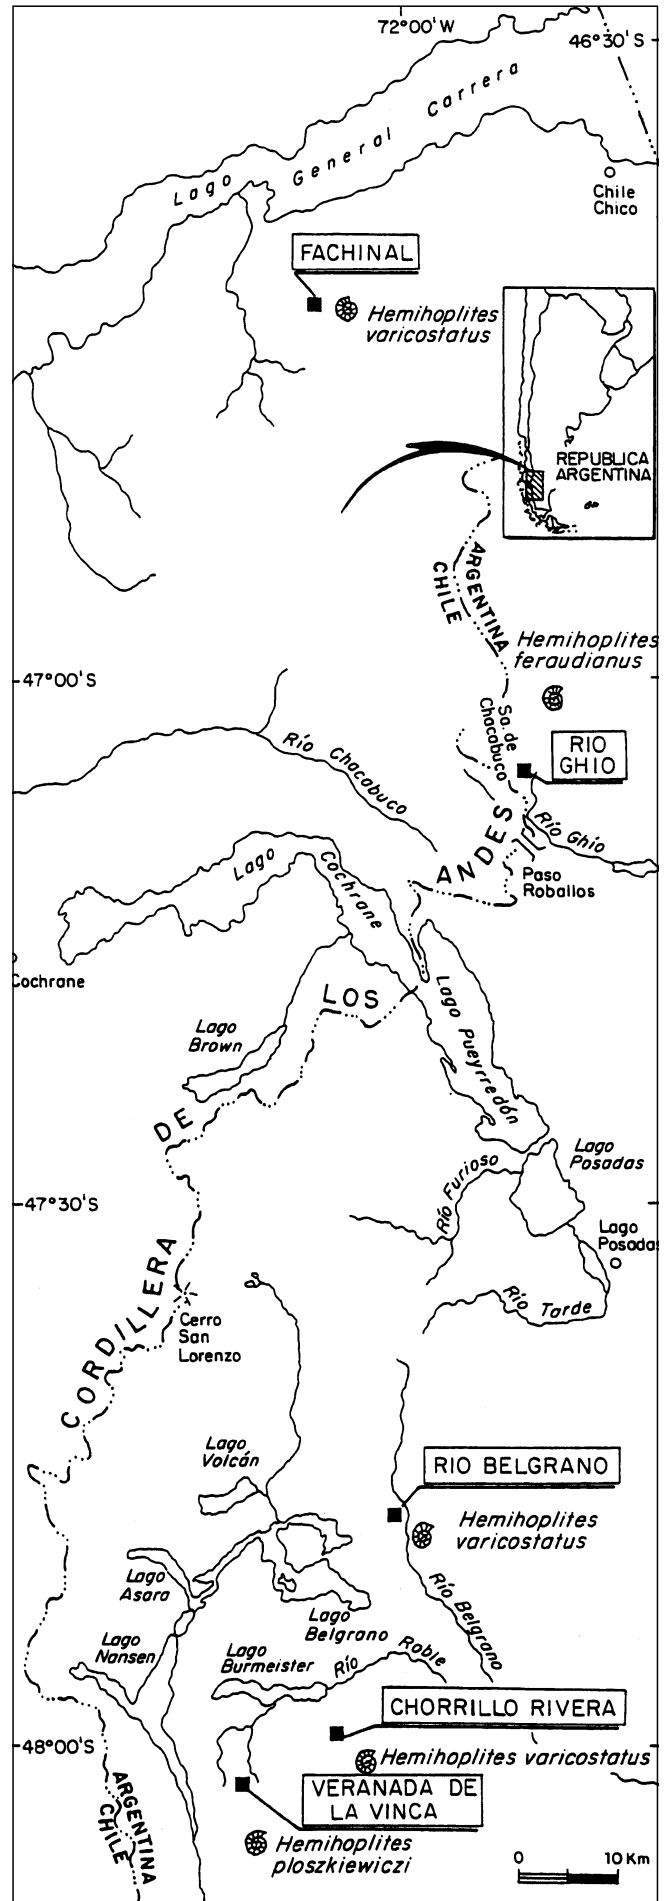 72°00'W
46°30'S
Lago General Carrera
Chile
Chico
FACHINAL
Hemihoplites
varicostatus
REPUBLICA
ARGENTINA
ARGENTINA
CHILE
Hemihoplites
feraudianus
47°00'S
Sa. de
Chacabuco
RIO
GHIO
Río Chacabuco
Río Ghío
ANDES
Paso
Roballos
Lago Cochrane
Cochrane
LOS
Lago Pueyrredón
Lago
Brown
DE
Lago
Posadas
Río Furioso
47°30'S
Lago
Posadas
CORDILLERA
Cerro
San
Lorenzo
Río Tarde
Lago
Volcán
RIO BELGRANO
Hemihoplites
varicostatus
Lago
Asara
Lago
Belgrano
Río Belgrano
Lago
Nansen
Lago
Burmeister
Río Roble
CHORRILLO RIVERA
48°00'S
Hemihoplites varicostatus
VERANADA DE
LA VINCA
ARGENTINA
CHILE
Hemihoplites
ploszkiewiczi
0 10 Km